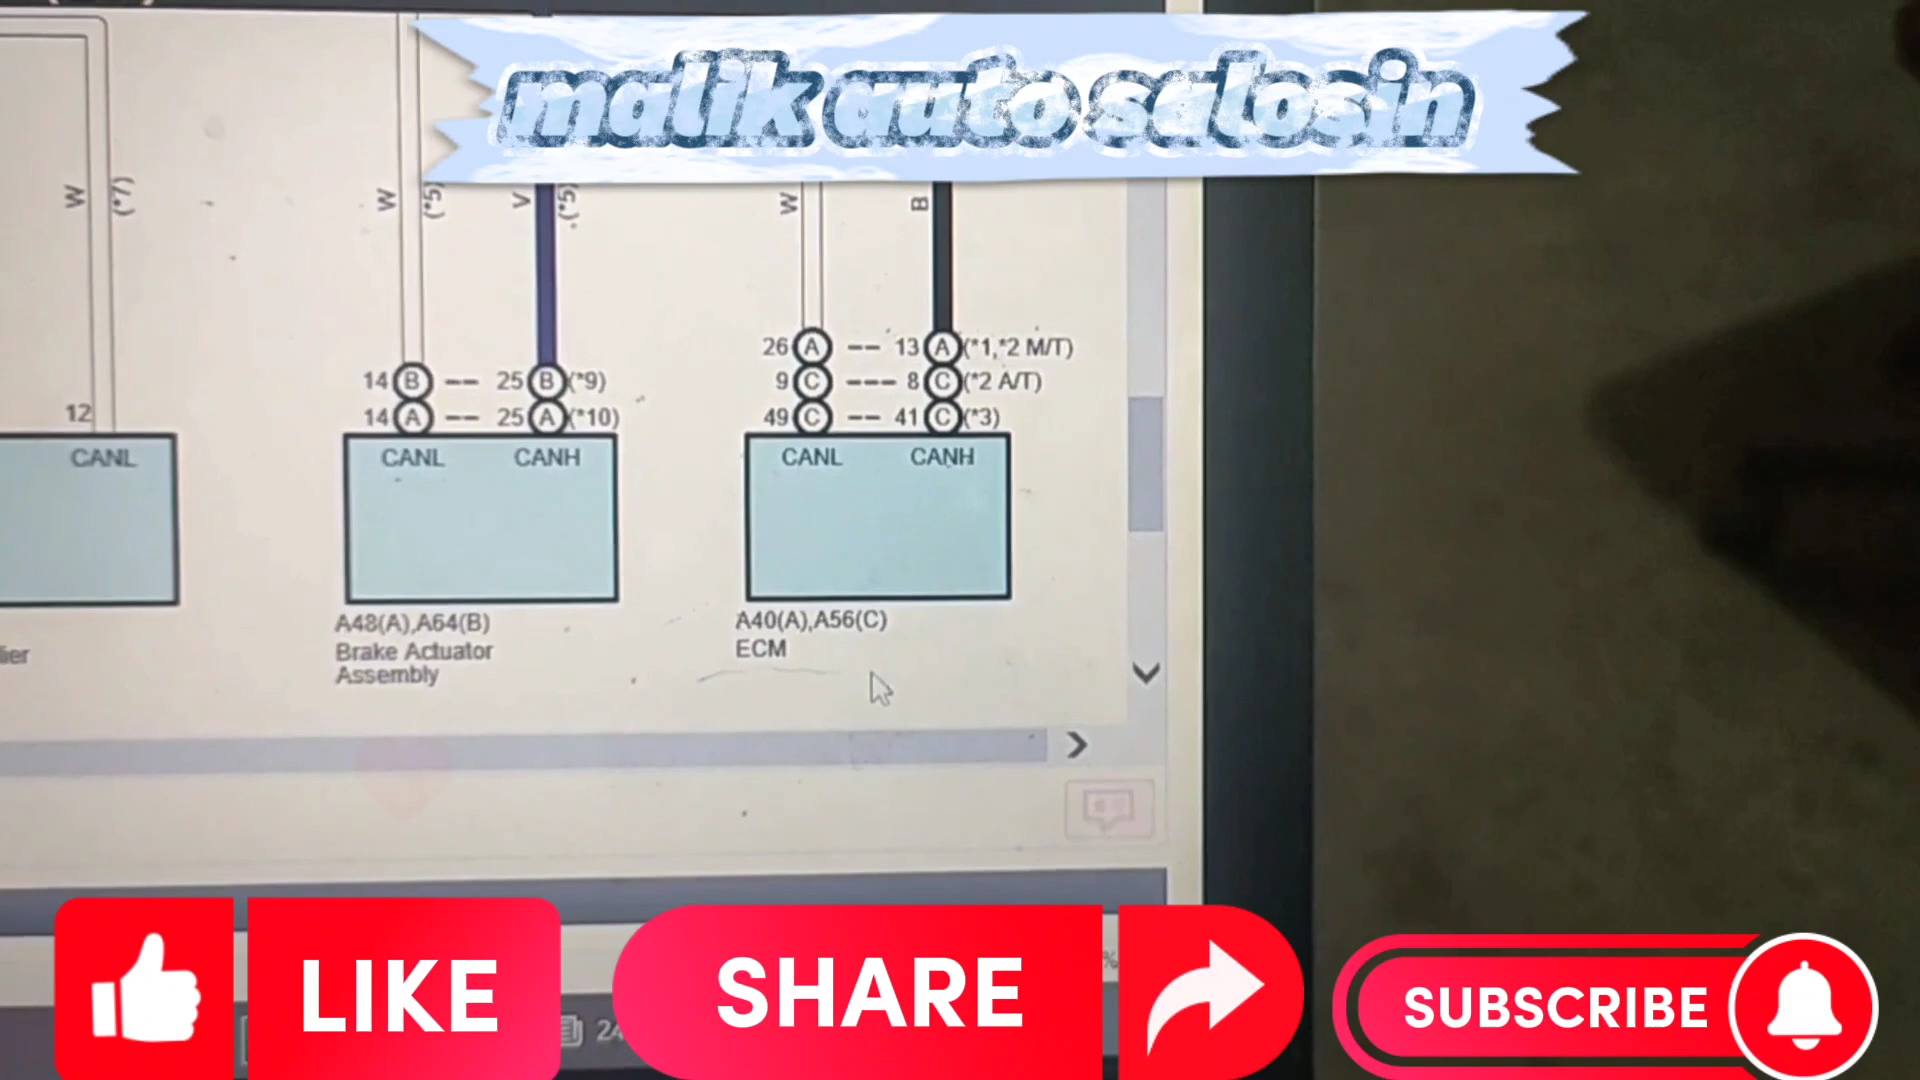 malik auto salosin
W (*7) W (*5) V (*5) W B
26 A -- 13 A (*1,*2 M/T)
14 B -- 25 B (*9) 9 C --- 8 C (*2 A/T)
12 14 A -- 25 A (*10) 49 C -- 41 C (*3)
CANL CANL CANH CANL CANH
A48(A),A64(B) A40(A),A56(C)
lier Brake Actuator ECM
Assembly
%
LIKE SHARE SUBSCRIBE